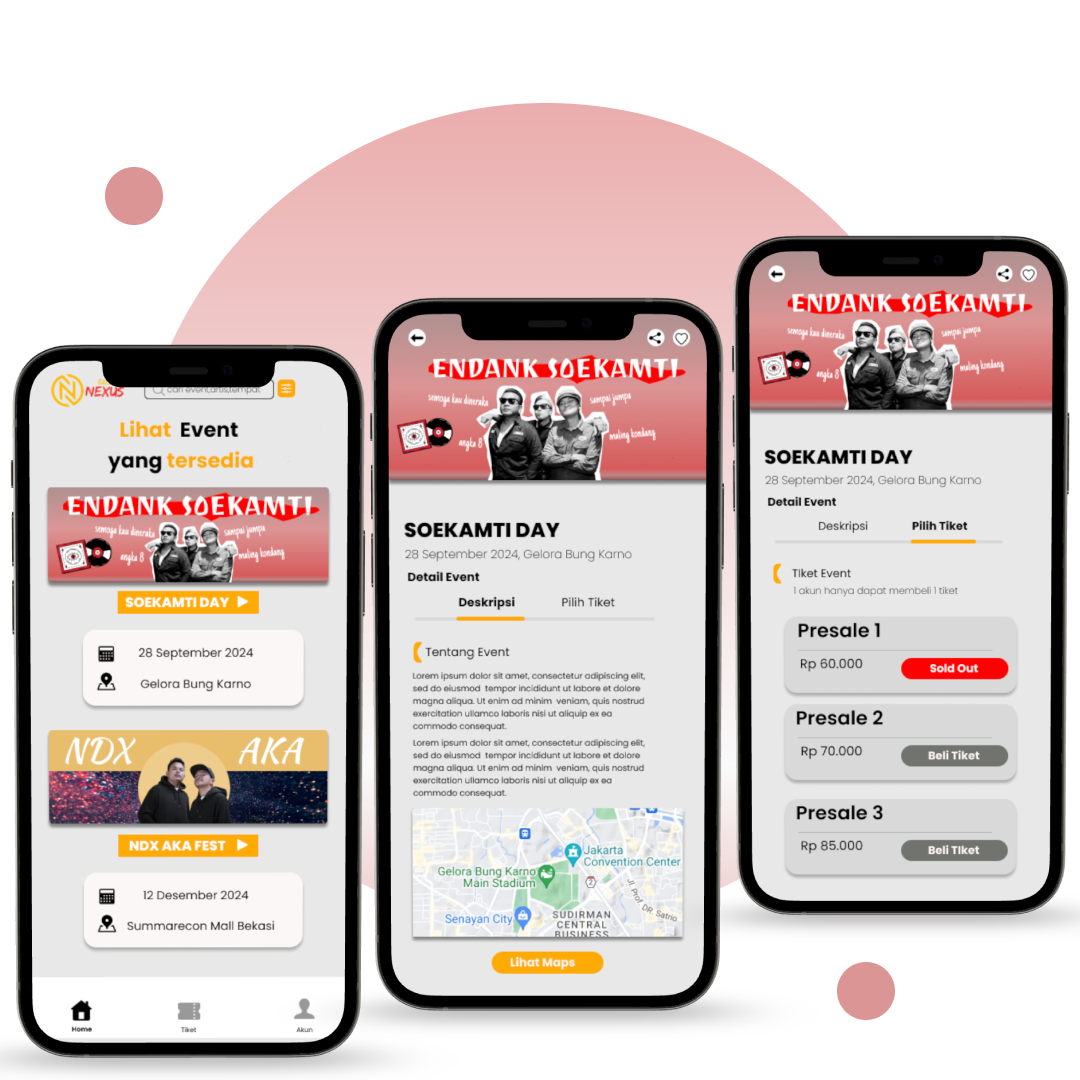 NEXUS
cari event,artis,tempat
Lihat Event
yang tersedia
ENDANK SOEKAMTI
semoga kau dineraka
sampai jumpa
angka 8
maling kondang
SOEKAMTI DAY
28 September 2024
Gelora Bung Karno
NDX AKA
NDX AKA FEST
12 Desember 2024
Summarecon Mall Bekasi
Home
Tiket
Akun
ENDANK SOEKAMTI
semoga kau dineraka
sampai jumpa
angka 8
maling kondang
SOEKAMTI DAY
28 September 2024, Gelora Bung Karno
Detail Event
Deskripsi
Pilih Tiket
Tentang Event
Lorem ipsum dolor sit amet, consectetur adipiscing elit,
sed do eiusmod tempor incididunt ut labore et dolore
magna aliqua. Ut enim ad minim veniam, quis nostrud
exercitation ullamco laboris nisi ut aliquip ex ea
commodo consequat.
Lorem ipsum dolor sit amet, consectetur adipiscing elit,
sed do eiusmod tempor incididunt ut labore et dolore
magna aliqua. Ut enim ad minim veniam, quis nostrud
exercitation ullamco laboris nisi ut aliquip ex ea
commodo consequat.
Jakarta
Convention Center
Gelora Bung Karno
Main Stadium
2
Jl. Prof. DR. Satrio
Senayan City
SUDIRMAN
CENTRAL
BUSINESS
Lihat Maps
ENDANK SOEKAMTI
semoga kau dineraka
sampai jumpa
angka 8
maling kondang
SOEKAMTI DAY
28 September 2024, Gelora Bung Karno
Detail Event
Deskripsi
Pilih Tiket
TIket Event
1 akun hanya dapat membeli 1 tiket
Presale 1
Rp 60.000
Sold Out
Presale 2
Rp 70.000
Beli Tiket
Presale 3
Rp 85.000
Beli TIket